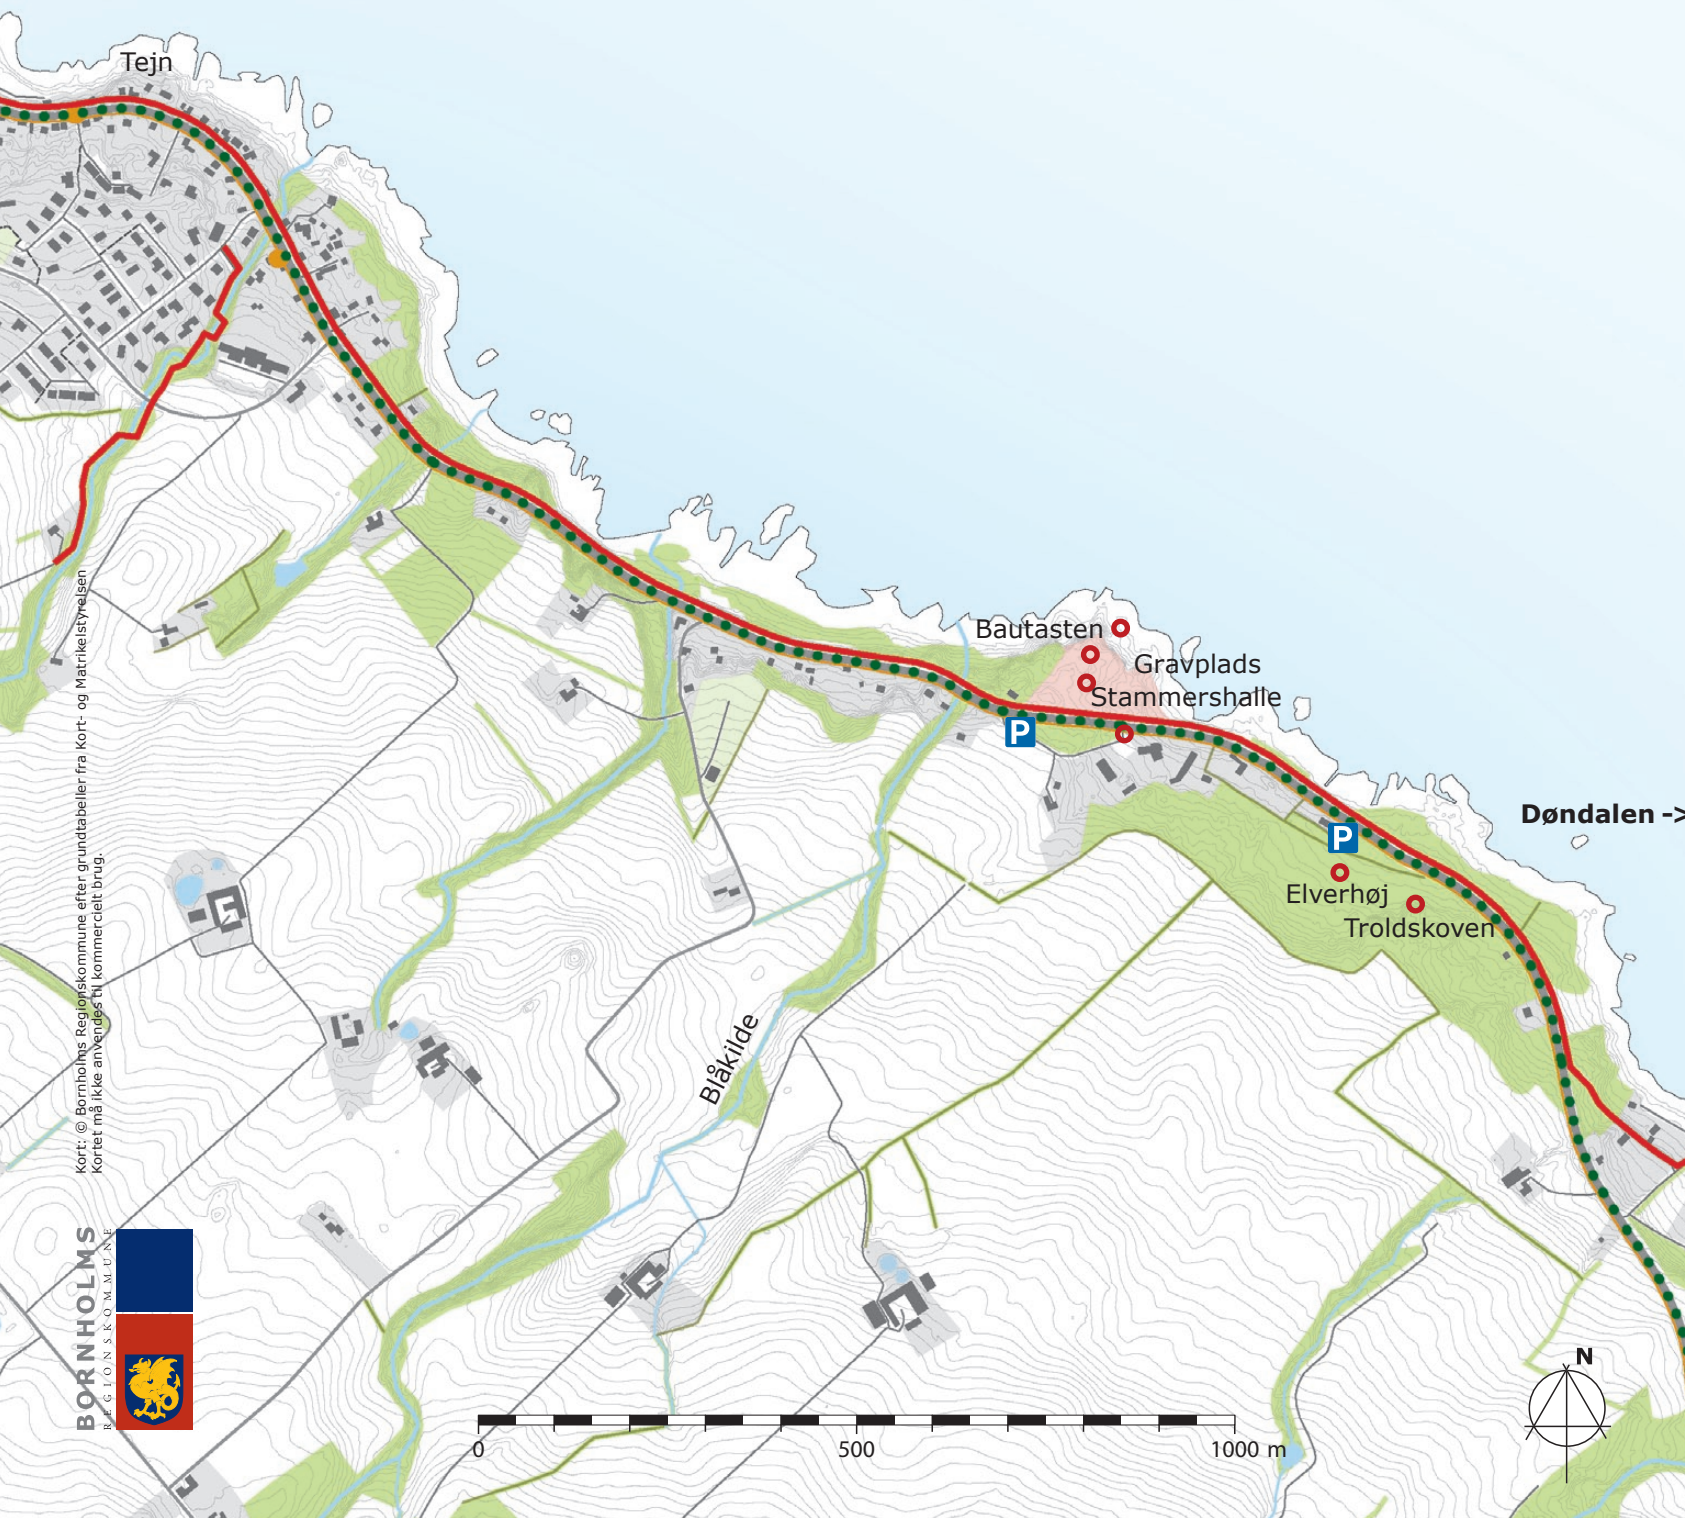 Tejn
Bautasten
Gravplads
Stammershalle
P
Døndalen ->
P
Elverhøj
Troldskoven
Blåkilde
Kort: © Bornholms Regionskommune efter grundtabeller fra Kort- og Matrikelstyrelsen
Kortet må ikke anvendes til kommercielt brug.
BORNHOLMS
REGIONSKOMMUNE
N
0 500 1000 m